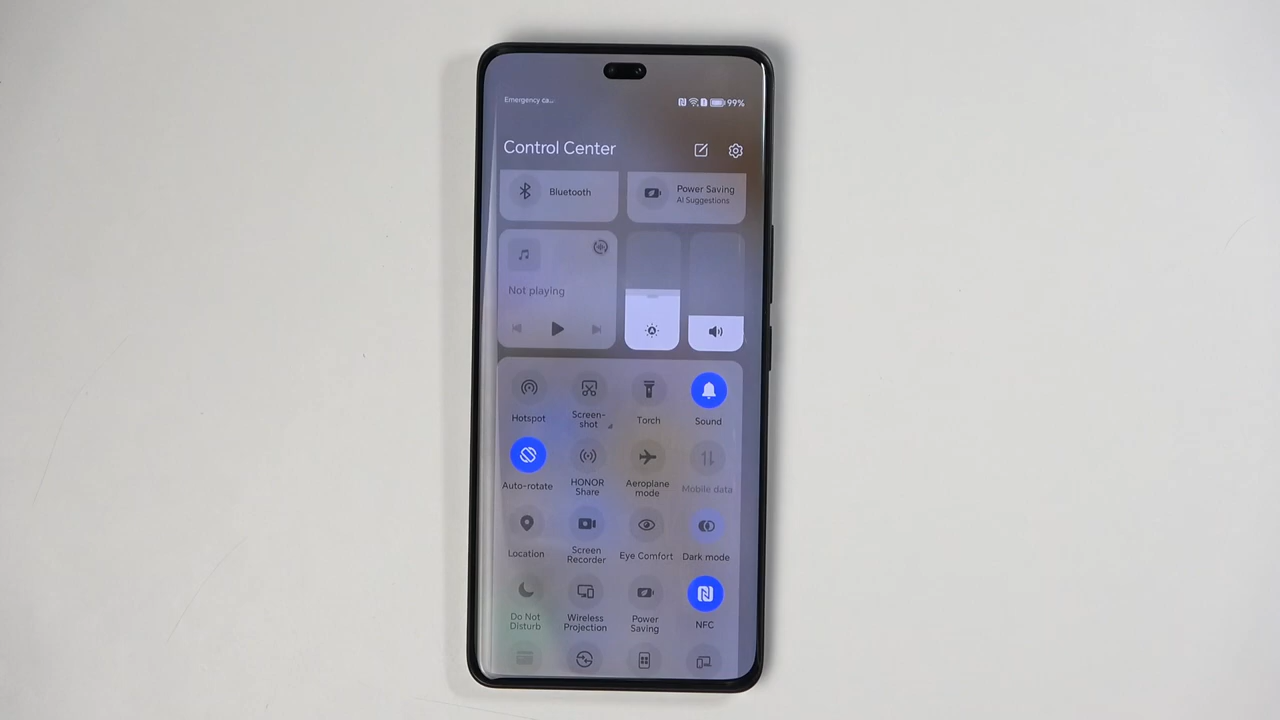 Emergency ca...
99%
Control Center
Bluetooth
Power Saving
AI Suggestions
Not playing
Hotspot
Screen-
shot
Torch
Sound
Auto-rotate
HONOR
Share
Aeroplane
mode
Mobile data
Location
Screen
Recorder
Eye Comfort
Dark mode
Do Not
Disturb
Wireless
Projection
Power
Saving
NFC